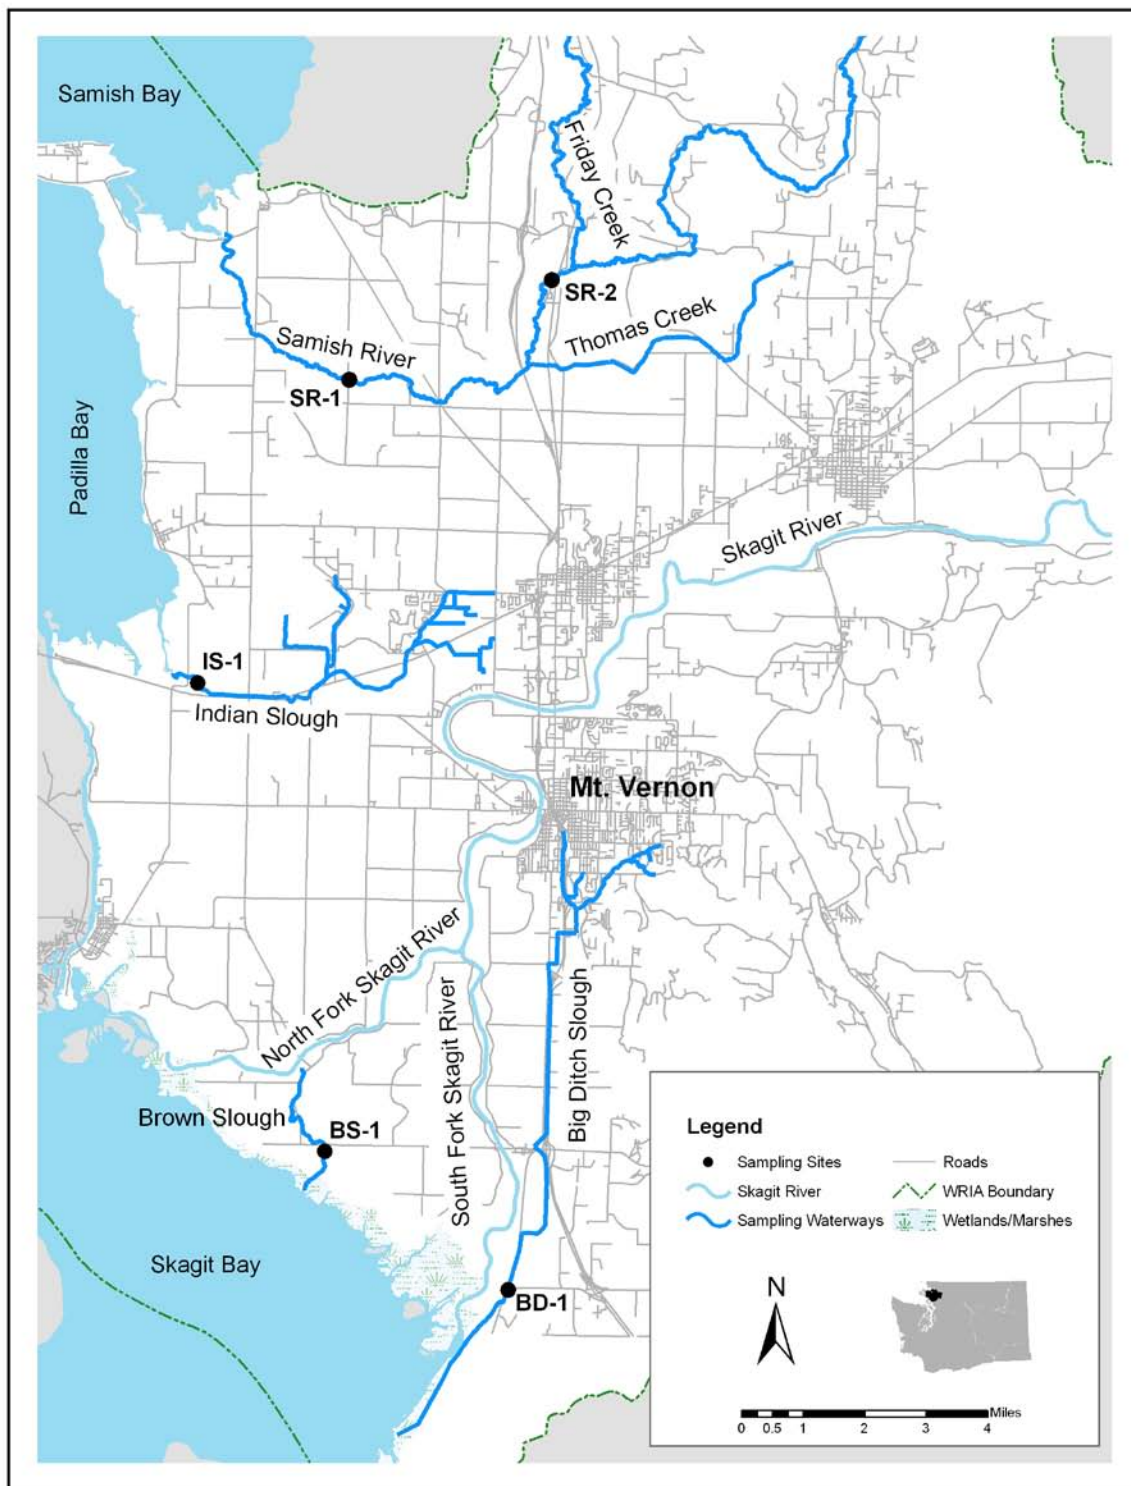 Samish Bay
Friday Creek
SR-2
Thomas Creek
Samish River
SR-1
Padilla Bay
Skagit River
IS-1
Indian Slough
Mt. Vernon
North Fork Skagit River
South Fork Skagit River
Big Ditch Slough
Brown Slough
BS-1
Skagit Bay
BD-1
Legend
Sampling Sites
Roads
Skagit River
WRIA Boundary
Sampling Waterways
Wetlands/Marshes
N
Miles
0 0.5 1 2 3 4